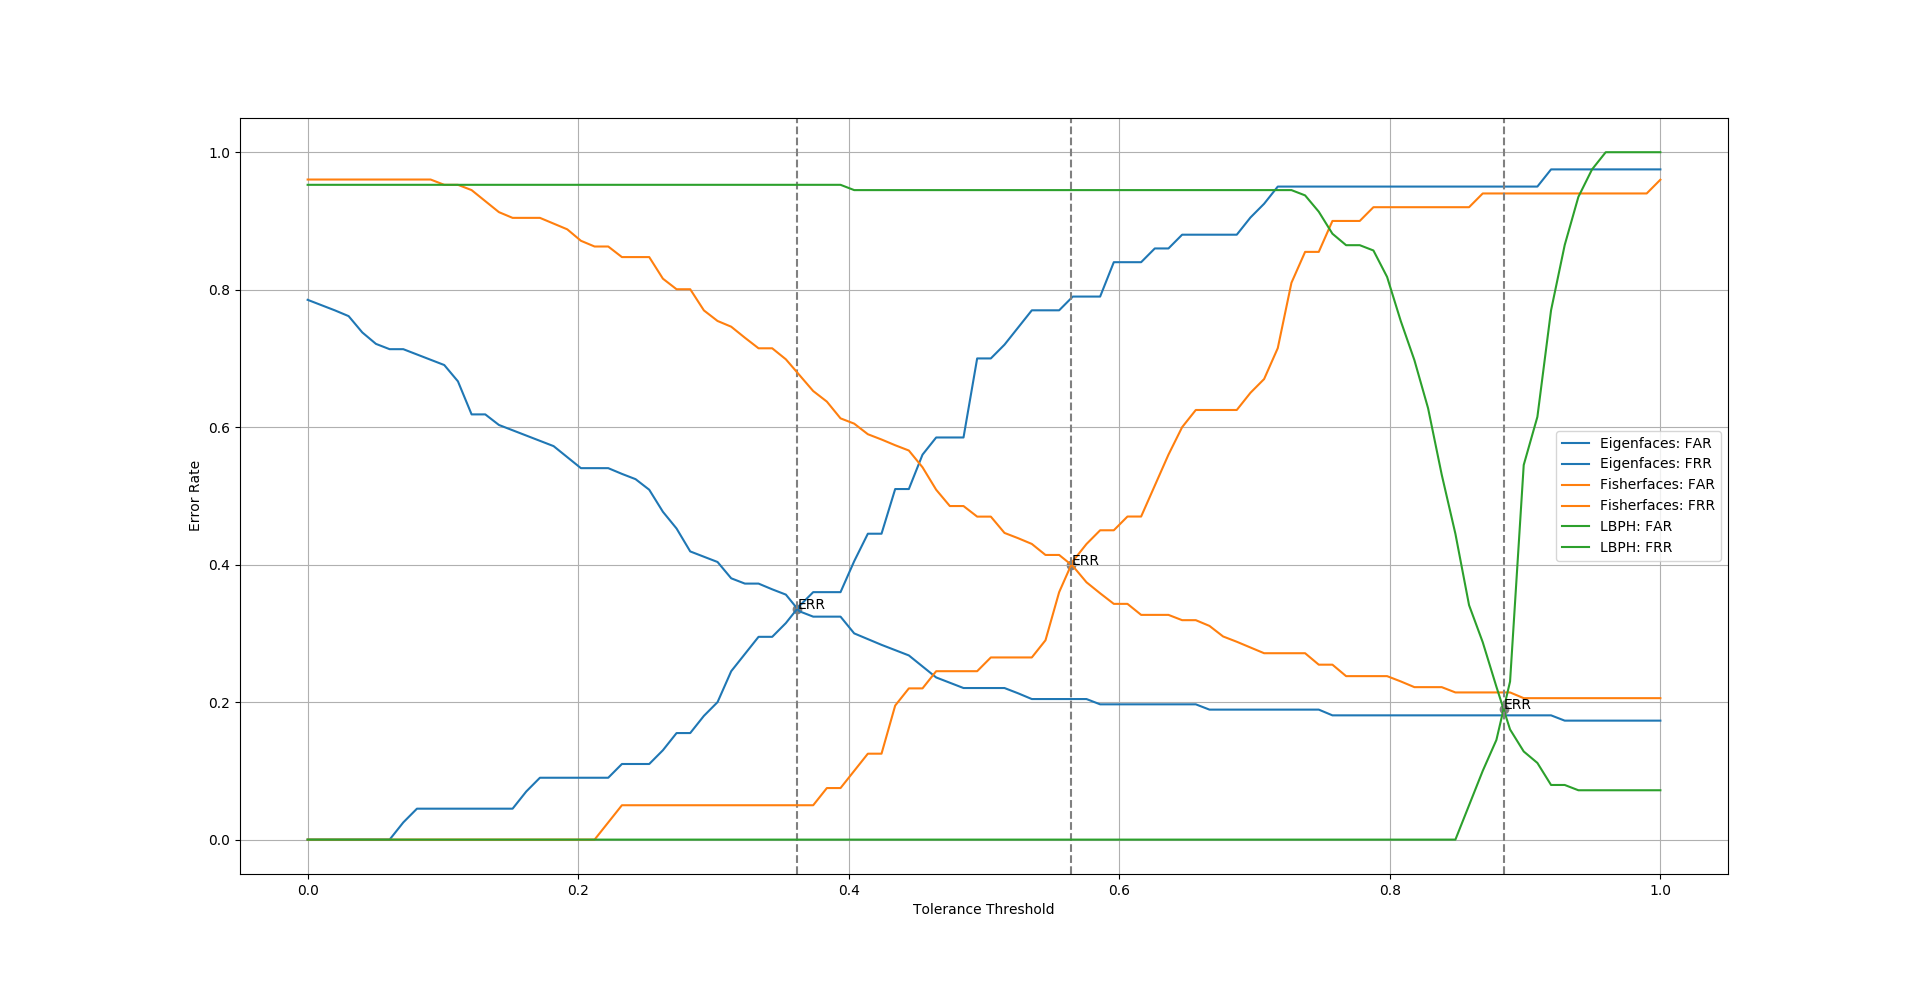 1.0
0.8
0.6
0.4
0.2
0.0
Error Rate
0.0 0.2 0.4 0.6 0.8 1.0
Tolerance Threshold
ERR
ERR
ERR
Eigenfaces: FAR
Eigenfaces: FRR
Fisherfaces: FAR
Fisherfaces: FRR
LBPH: FAR
LBPH: FRR